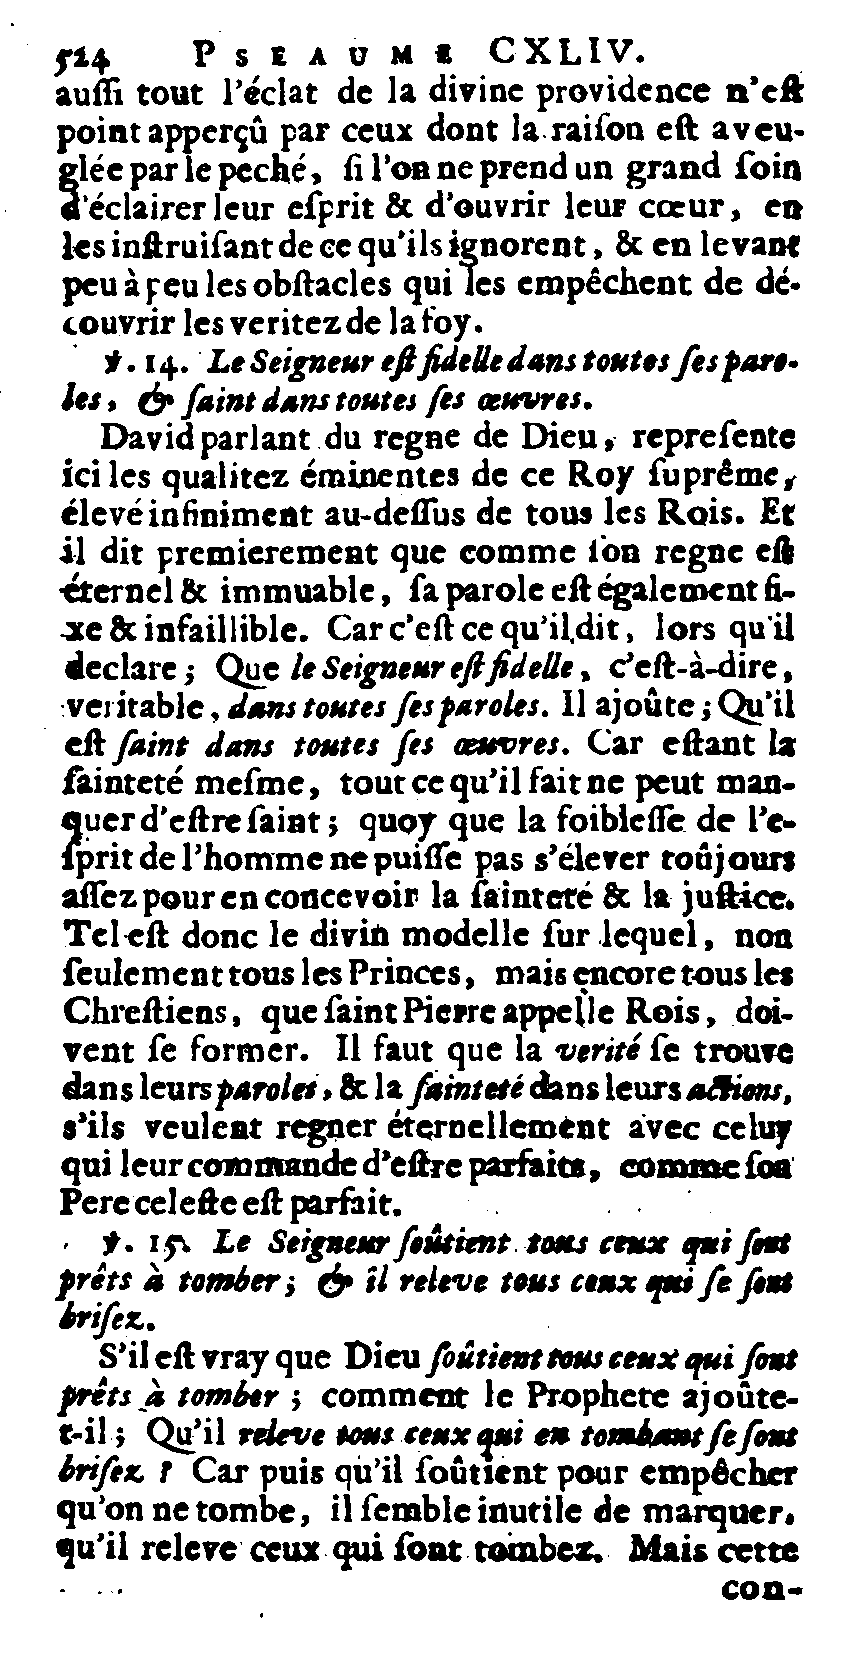 524 PSEAUME CXLIV.
auſſi tout l'éclat de la divine providence n'eſt
point apperçû par ceux dont la raiſon eſt aveu-
glée par le peché, ſi l'on ne prend un grand ſoin
d'éclairer leur eſprit & d'ouvrir leur cœur, en
les inſtruiſant de ce qu'ils ignorent, & en levant
peu à peu les obſtacles qui les empêchent de dé-
couvrir les veritez de la foy.
℣. 14. Le Seigneur eſt fidelle dans toutes ſes paro-
les, & ſaint dans toutes ſes œuvres.
David parlant du regne de Dieu, repreſente
ici les qualitez éminentes de ce Roy ſuprême,
élevé infiniment au-deſſus de tous les Rois. Et
il dit premierement que comme ſon regne eſt
éternel & immuable, ſa parole eſt également fi-
xe & infaillible. Car c'eſt ce qu'il dit, lors qu'il
declare; Que le Seigneur eſt fidelle, c'eſt-à-dire,
veritable, dans toutes ſes paroles. Il ajoûte; Qu'il
eſt ſaint dans toutes ſes œuvres. Car eſtant la
ſainteté meſme, tout ce qu'il fait ne peut man-
quer d'eſtre ſaint; quoy que la foibleſſe de l'e-
ſprit de l'homme ne puiſſe pas s'élever toûjours
aſſez pour en concevoir la ſainteté & la juſtice.
Tel eſt donc le divin modelle ſur lequel, non
ſeulement tous les Princes, mais encore tous les
Chreſtiens, que ſaint Pierre appelle Rois, doi-
vent ſe former. Il faut que la verité ſe trouve
dans leurs paroles, & la ſainteté dans leurs actions,
s'ils veulent regner éternellement avec celuy
qui leur commande d'eſtre parfaits, comme ſon
Pere celeſte eſt parfait.
℣. 15. Le Seigneur ſoûtient tous ceux qui ſont
prêts à tomber; & il releve tous ceux qui ſe ſont
briſez.
S'il eſt vray que Dieu ſoûtient tous ceux qui ſont
prêts à tomber; comment le Prophete ajoûte-
t-il; Qu'il releve tous ceux qui en tombant ſe ſont
briſez? Car puis qu'il ſoûtient pour empêcher
qu'on ne tombe, il ſemble inutile de marquer.
qu'il releve ceux qui ſont tombez. Mais cette
con-